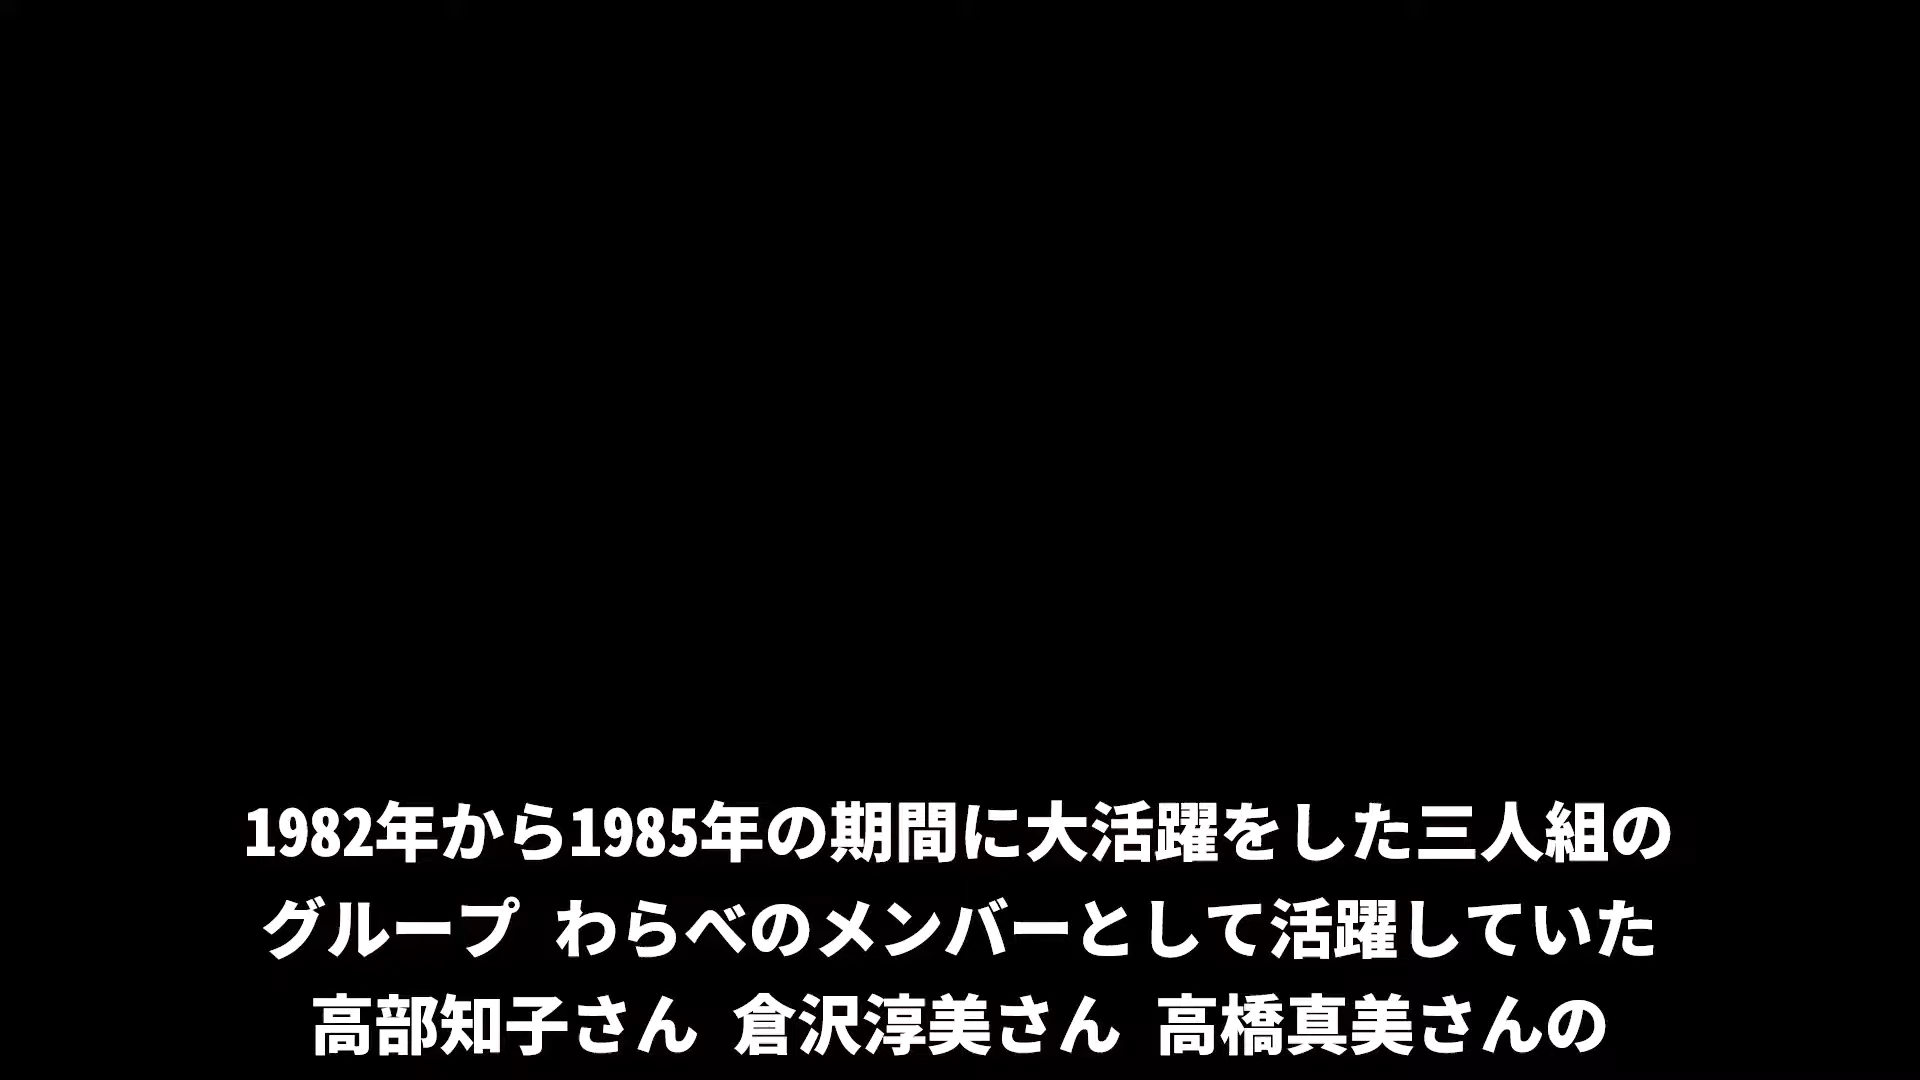 1982年から1985年の期間に大活躍をした三人組の
グループ わらべのメンバーとして活躍していた
高部知子さん 倉沢淳美さん 高橋真美さんの